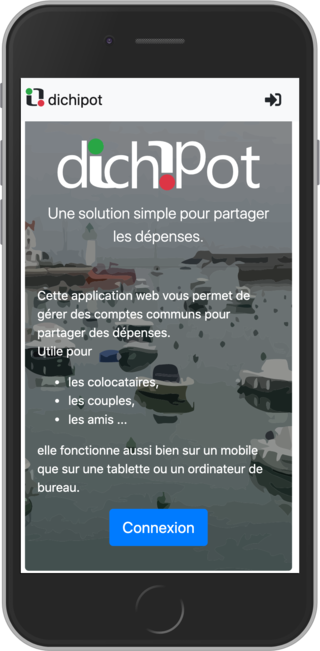 dichipot
dichipot
Une solution simple pour partager
les dépenses.
Cette application web vous permet de
gérer des comptes communs pour
partager des dépenses.
Utile pour
• les colocataires,
• les couples,
• les amis ...
elle fonctionne aussi bien sur un mobile
que sur une tablette ou un ordinateur de
bureau.
Connexion